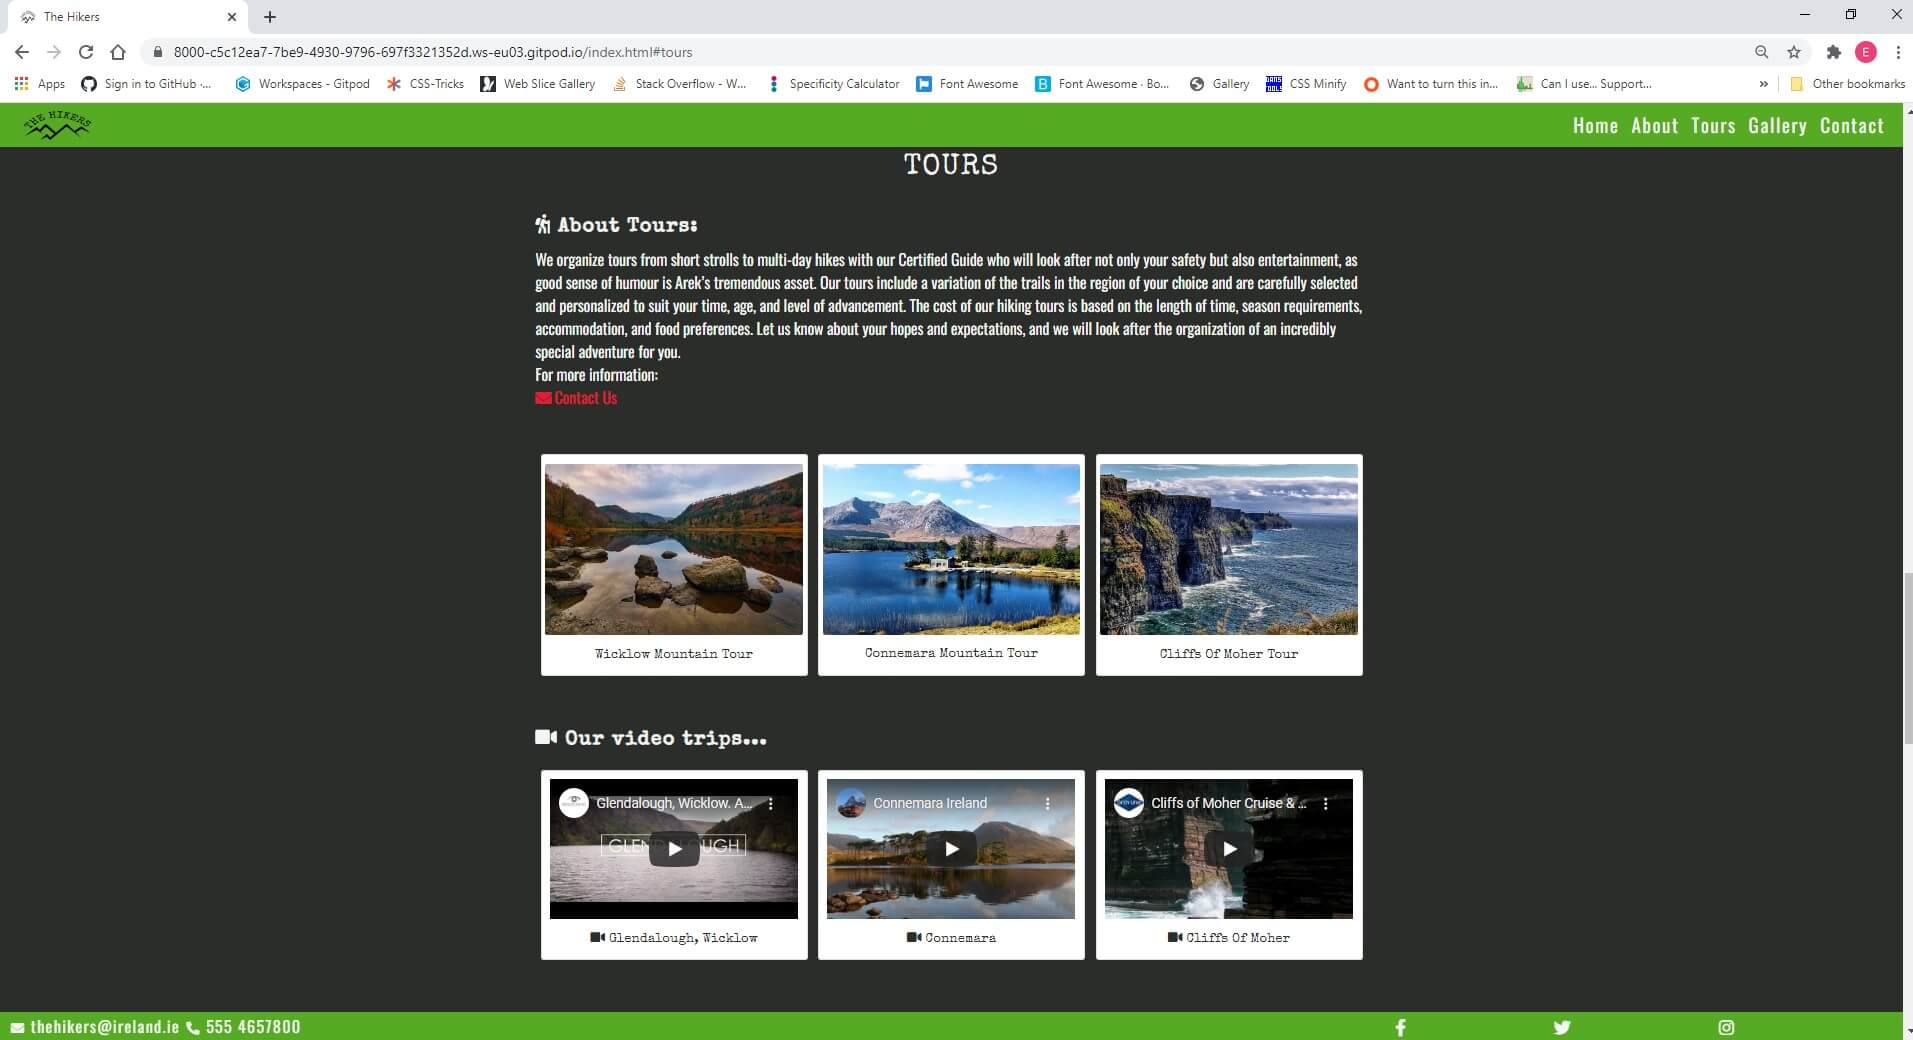 The Hikers
8000-c5c12ea7-7be9-4930-9796-697f3321352d.ws-eu03.gitpod.io/index.html#tours
E
Apps Sign in to GitHub ·... Workspaces - Gitpod CSS-Tricks Web Slice Gallery Stack Overflow - W... Specificity Calculator Font Awesome Font Awesome · Bo... Gallery CSS Minify Want to turn this in... Can I use... Support... » Other bookmarks
THE HIKERS
Home About Tours Gallery Contact
TOURS
About Tours:
We organize tours from short strolls to multi-day hikes with our Certified Guide who will look after not only your safety but also entertainment, as
good sense of humour is Arek's tremendous asset. Our tours include a variation of the trails in the region of your choice and are carefully selected
and personalized to suit your time, age, and level of advancement. The cost of our hiking tours is based on the length of time, season requirements,
accommodation, and food preferences. Let us know about your hopes and expectations, and we will look after the organization of an incredibly
special adventure for you.
For more information:
Contact Us
Wicklow Mountain Tour
Connemara Mountain Tour
Cliffs Of Moher Tour
Our video trips...
Glendalough, Wicklow. A...
Connemara Ireland
Cliffs of Moher Cruise & ...
Glendalough, Wicklow
Connemara
Cliffs Of Moher
thehikers@ireland.ie 555 4657800